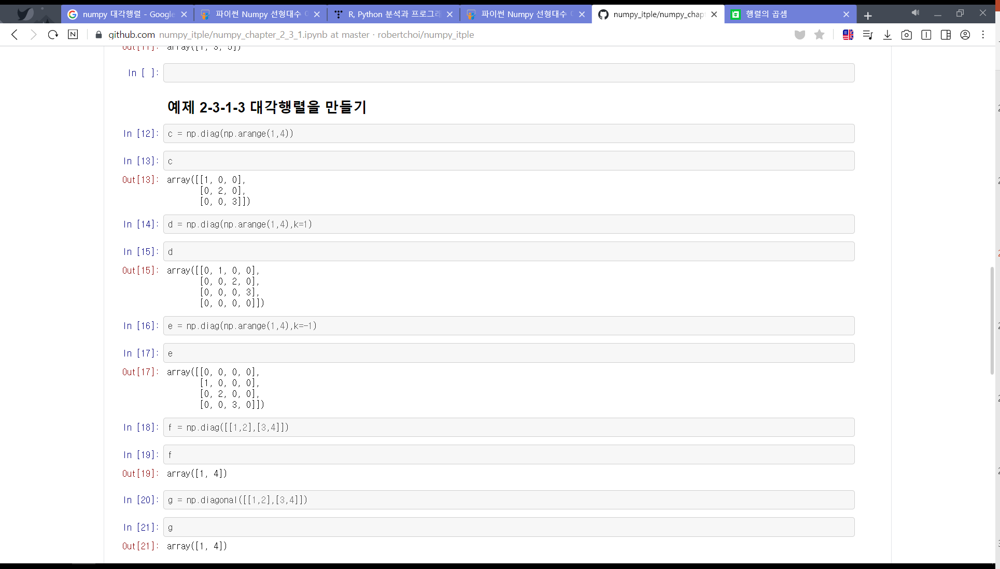 numpy 대각행렬 - Google
파이썬 Numpy 선형대수
R, Python 분석과 프로그래
파이썬 Numpy 선형대수
numpy_itple/numpy_chap
행렬의 곱셈
github.com numpy_itple/numpy_chapter_2_3_1.ipynb at master · robertchoi/numpy_itple
Out[11]: array([1, 3, 5])
In [ ]:
예제 2-3-1-3 대각행렬을 만들기
In [12]: c = np.diag(np.arange(1,4))
In [13]: c
Out[13]: array([[1, 0, 0],
[0, 2, 0],
[0, 0, 3]])
In [14]: d = np.diag(np.arange(1,4),k=1)
In [15]: d
Out[15]: array([[0, 1, 0, 0],
[0, 0, 2, 0],
[0, 0, 0, 3],
[0, 0, 0, 0]])
In [16]: e = np.diag(np.arange(1,4),k=-1)
In [17]: e
Out[17]: array([[0, 0, 0, 0],
[1, 0, 0, 0],
[0, 2, 0, 0],
[0, 0, 3, 0]])
In [18]: f = np.diag([[1,2],[3,4]])
In [19]: f
Out[19]: array([1, 4])
In [20]: g = np.diagonal([[1,2],[3,4]])
In [21]: g
Out[21]: array([1, 4])